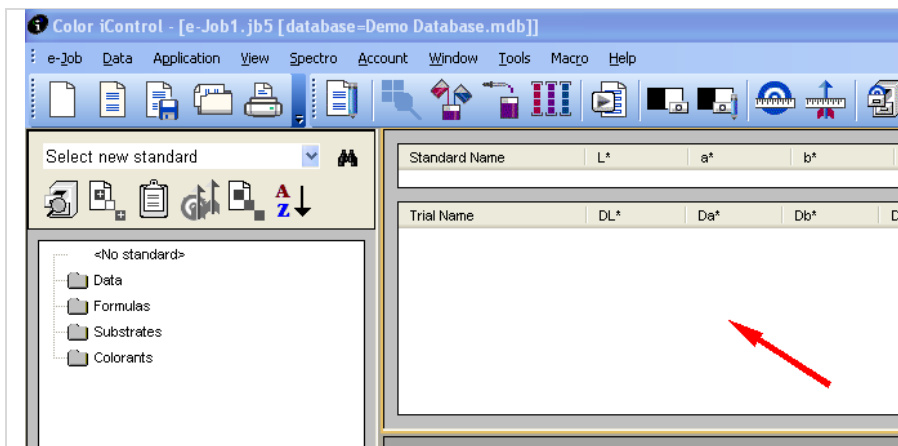 Color iControl - [e-Job1.jb5 [database=Demo Database.mdb]]
e-Job Data Application View Spectro Account Window Tools Macro Help
Select new standard
A
Z
<No standard>
Data
Formulas
Substrates
Colorants
Standard Name L* a* b*
Trial Name DL* Da* Db* D